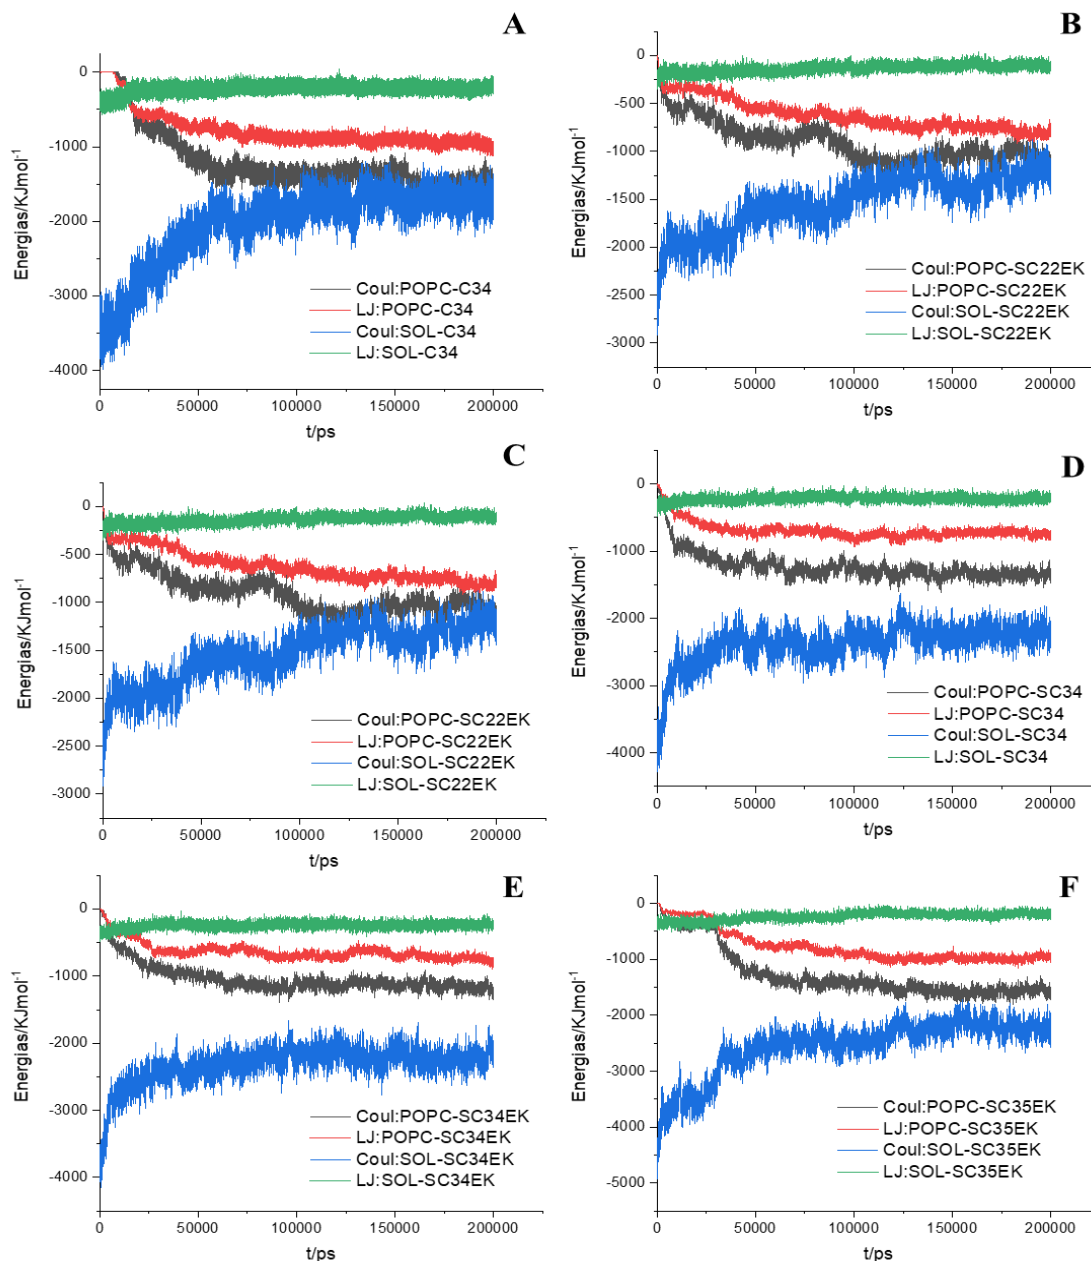 A
Energias/KJmol-1
0
-1000
-2000
-3000
-4000
Coul:POPC-C34
LJ:POPC-C34
Coul:SOL-C34
LJ:SOL-C34
0 50000 100000 150000 200000
t/ps
B
Energias/KJmol-1
0
-500
-1000
-1500
-2000
-2500
-3000
Coul:POPC-SC22EK
LJ:POPC-SC22EK
Coul:SOL-SC22EK
LJ:SOL-SC22EK
0 50000 100000 150000 200000
t/ps
C
Energias/KJmol-1
0
-500
-1000
-1500
-2000
-2500
-3000
Coul:POPC-SC22EK
LJ:POPC-SC22EK
Coul:SOL-SC22EK
LJ:SOL-SC22EK
0 50000 100000 150000 200000
t/ps
D
Energias/KJmol-1
0
-1000
-2000
-3000
-4000
Coul:POPC-SC34
LJ:POPC-SC34
Coul:SOL-SC34
LJ:SOL-SC34
0 50000 100000 150000 200000
t/ps
E
Energias/KJmol-1
0
-1000
-2000
-3000
-4000
Coul:POPC-SC34EK
LJ:POPC-SC34EK
Coul:SOL-SC34EK
LJ:SOL-SC34EK
0 50000 100000 150000 200000
t/ps
F
Energias/KJmol-1
0
-1000
-2000
-3000
-4000
-5000
Coul:POPC-SC35EK
LJ:POPC-SC35EK
Coul:SOL-SC35EK
LJ:SOL-SC35EK
0 50000 100000 150000 200000
t/ps